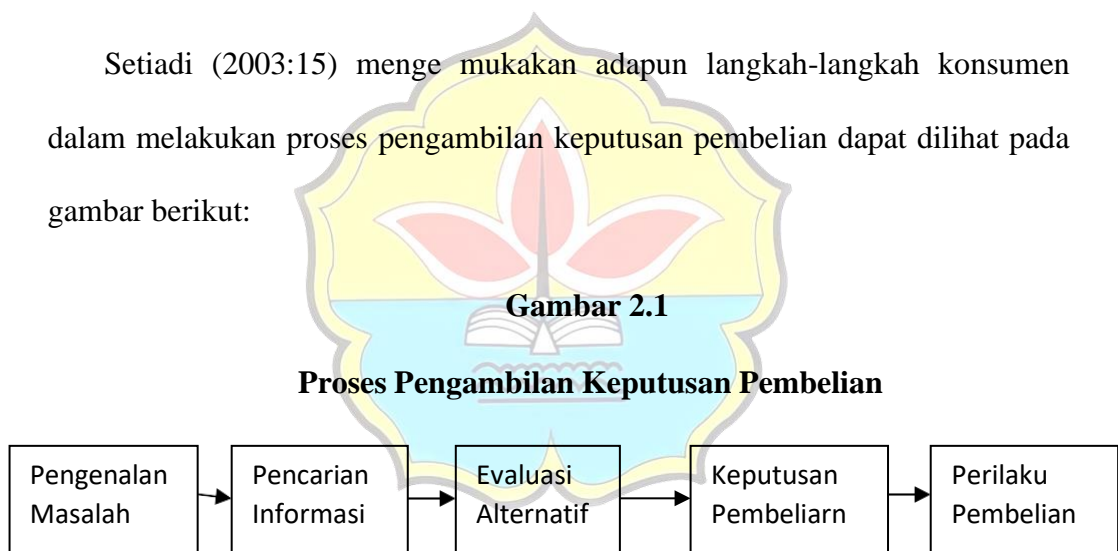 Setiadi (2003:15) menge mukakan adapun langkah-langkah konsumen
dalam melakukan proses pengambilan keputusan pembelian dapat dilihat pada
gambar berikut:
Gambar 2.1
Proses Pengambilan Keputusan Pembelian
Pengenalan
Masalah
Pencarian
Informasi
Evaluasi
Alternatif
Keputusan
Pembeliarn
Perilaku
Pembelian